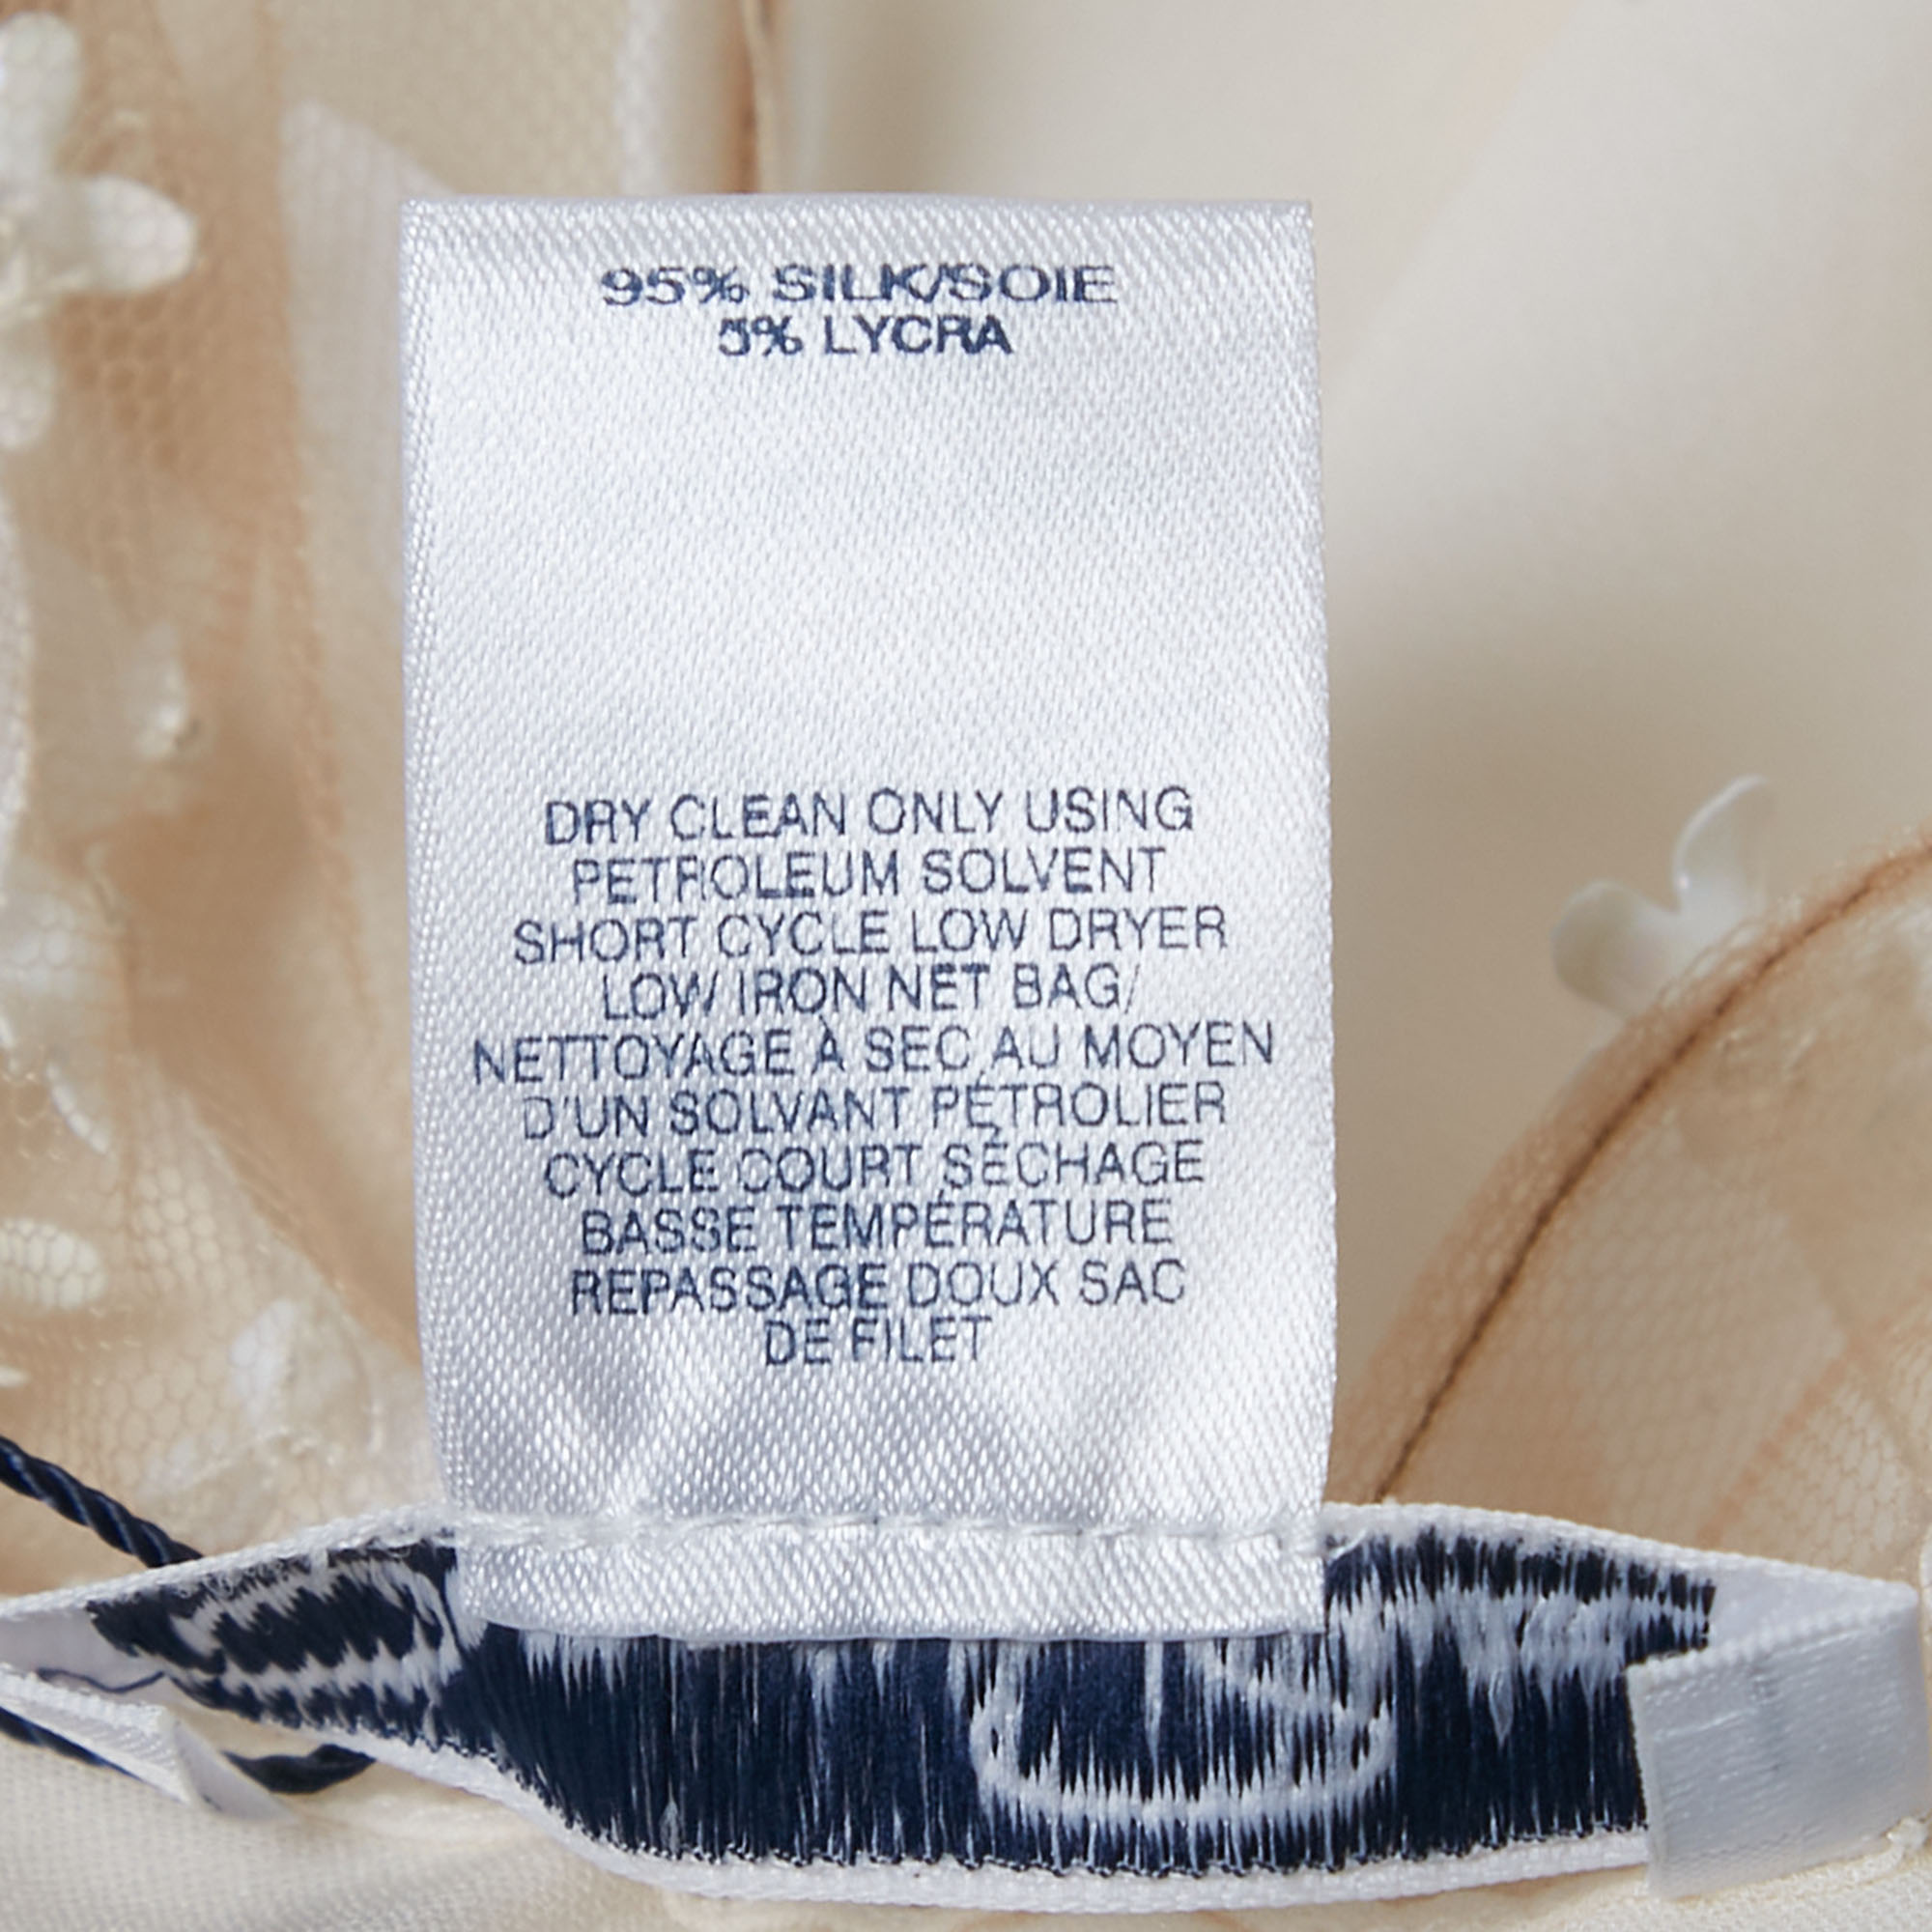 95% SILK/SOIE
5% LYCRA
DRY CLEAN ONLY USING
PETROLEUM SOLVENT
SHORT CYCLE LOW DRYER
LOW IRON NET BAG/
NETTOYAGE À SEC AU MOYEN
D'UN SOLVANT PÉTROLIER
CYCLE COURT SÉCHAGE
BASSE TEMPÉRATURE
REPASSAGE DOUX SAC
DE FILET